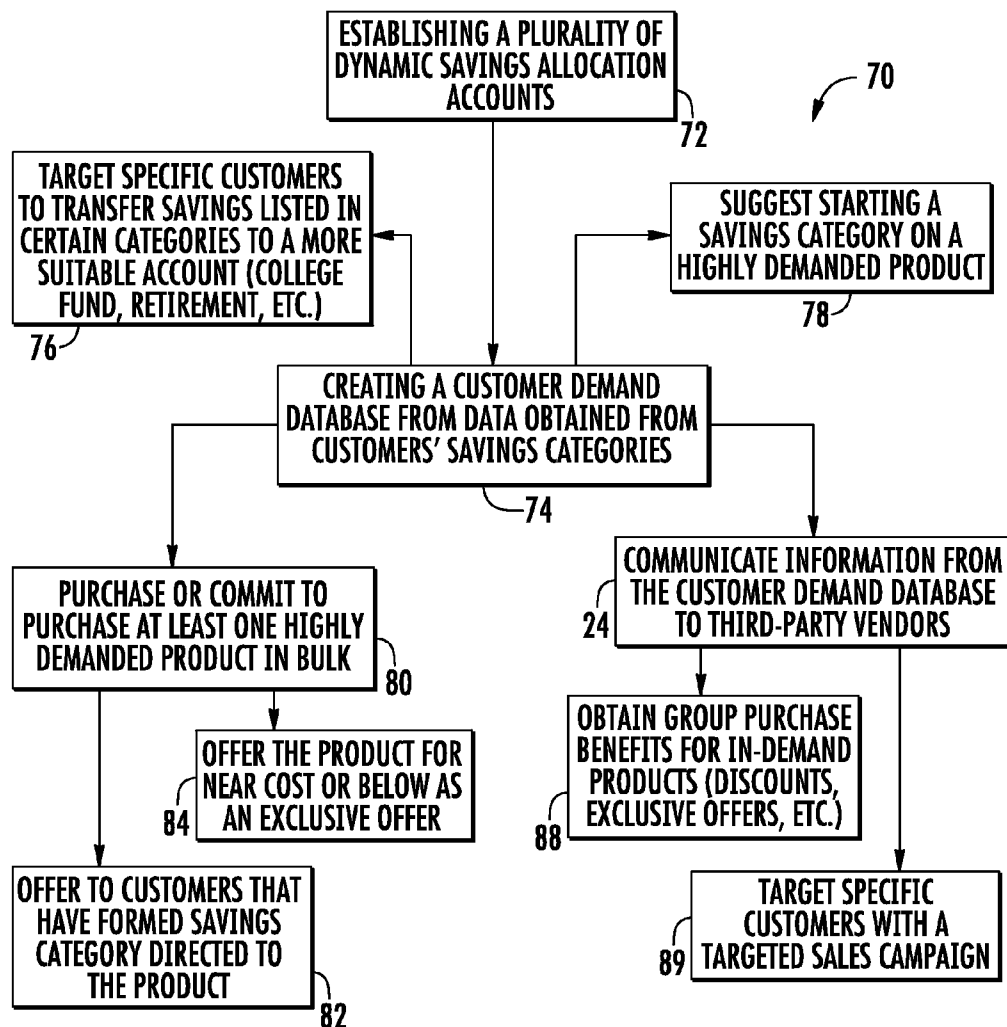 ESTABLISHING A PLURALITY OF
DYNAMIC SAVINGS ALLOCATION
ACCOUNTS
72
70
TARGET SPECIFIC CUSTOMERS
TO TRANSFER SAVINGS LISTED IN
CERTAIN CATEGORIES TO A MORE
SUITABLE ACCOUNT (COLLEGE
FUND, RETIREMENT, ETC.)
76
SUGGEST STARTING A
SAVINGS CATEGORY ON A
HIGHLY DEMANDED PRODUCT
78
CREATING A CUSTOMER DEMAND
DATABASE FROM DATA OBTAINED FROM
CUSTOMERS' SAVINGS CATEGORIES
74
PURCHASE OR COMMIT TO
PURCHASE AT LEAST ONE HIGHLY
DEMANDED PRODUCT IN BULK
80
COMMUNICATE INFORMATION FROM
THE CUSTOMER DEMAND DATABASE
TO THIRD-PARTY VENDORS
24
OFFER THE PRODUCT FOR
NEAR COST OR BELOW AS
AN EXCLUSIVE OFFER
84
OBTAIN GROUP PURCHASE
BENEFITS FOR IN-DEMAND
PRODUCTS (DISCOUNTS,
EXCLUSIVE OFFERS, ETC.)
88
OFFER TO CUSTOMERS THAT
HAVE FORMED SAVINGS
CATEGORY DIRECTED TO
THE PRODUCT
82
TARGET SPECIFIC
CUSTOMERS WITH A
TARGETED SALES CAMPAIGN
89